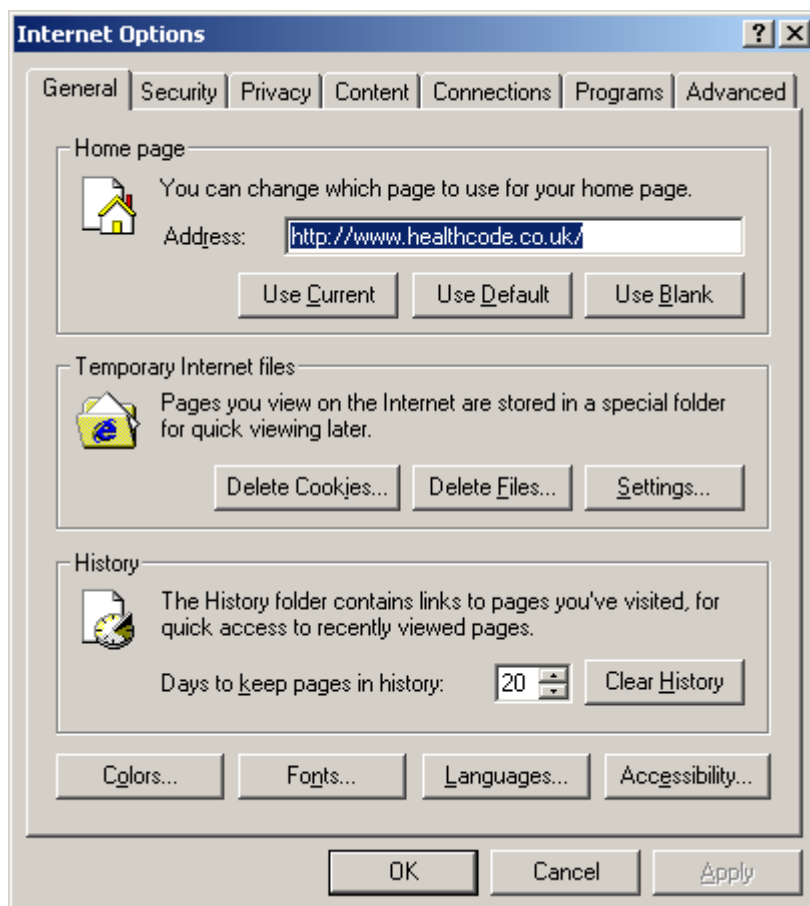 Internet Options
General Security Privacy Content Connections Programs Advanced
Home page
You can change which page to use for your home page.
Address: http://www.healthcode.co.uk/
Use Current Use Default Use Blank
Temporary Internet files
Pages you view on the Internet are stored in a special folder
for quick viewing later.
Delete Cookies... Delete Files... Settings...
History
The History folder contains links to pages you've visited, for
quick access to recently viewed pages.
Days to keep pages in history: 20 Clear History
Colors... Fonts... Languages... Accessibility...
OK Cancel Apply